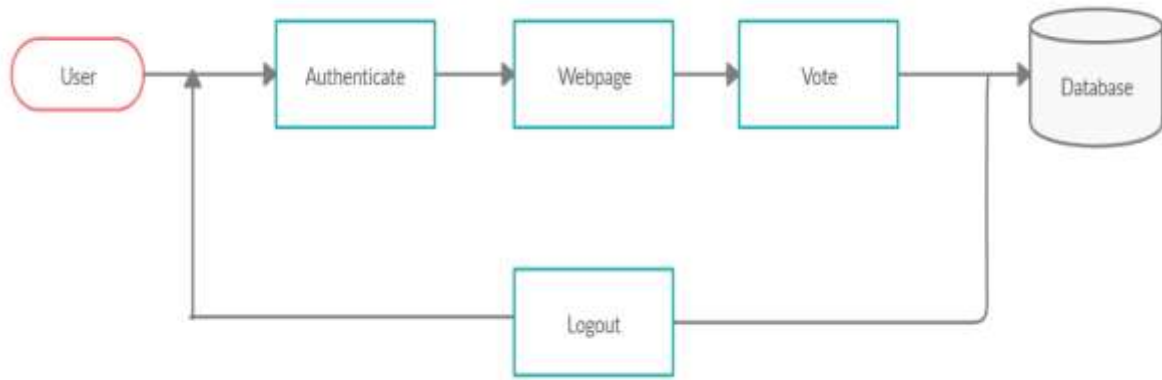 User
Authenticate
Webpage
Vote
Database
Logout